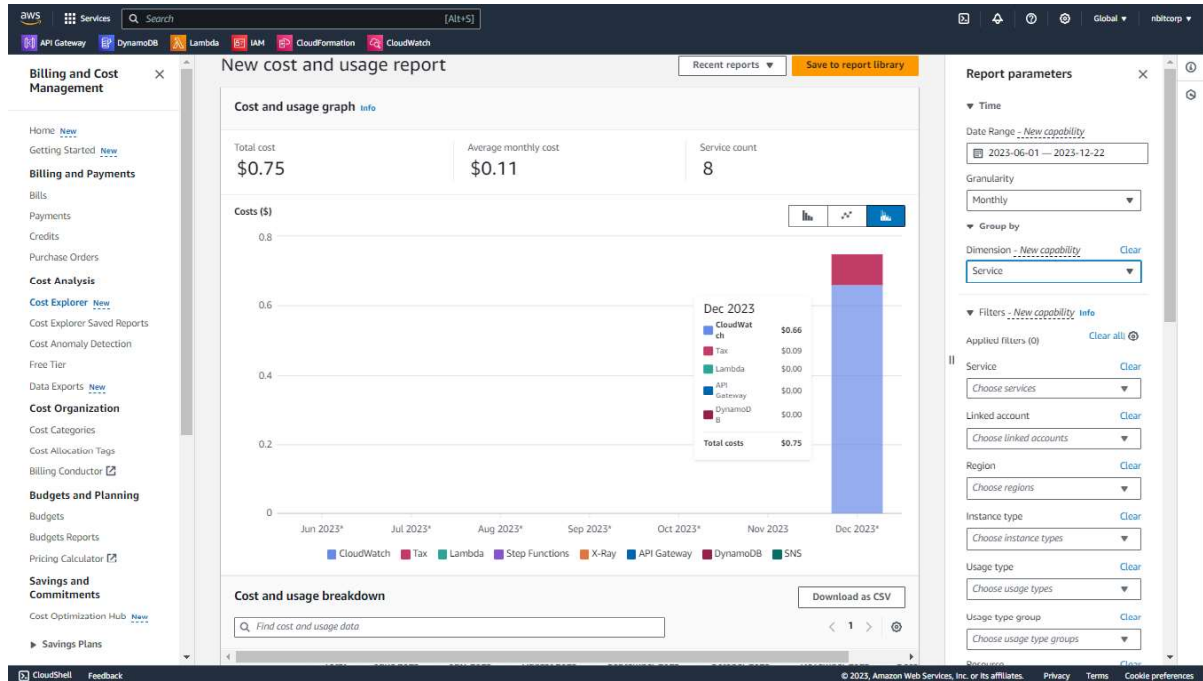 aws Services Search [Alt+S] Global nbitcorp
API Gateway DynamoDB Lambda IAM CloudFormation CloudWatch
Billing and Cost
Management
Home New
Getting Started New
Billing and Payments
Bills
Payments
Credits
Purchase Orders
Cost Analysis
Cost Explorer New
Cost Explorer Saved Reports
Cost Anomaly Detection
Free Tier
Data Exports New
Cost Organization
Cost Categories
Cost Allocation Tags
Billing Conductor
Budgets and Planning
Budgets
Budgets Reports
Pricing Calculator
Savings and
Commitments
Cost Optimization Hub New
Savings Plans
New cost and usage report
Recent reports
Save to report library
Cost and usage graph Info
Total cost
$0.75
Average monthly cost
$0.11
Service count
8
Costs ($)
0.8
0.6
0.4
0.2
0
Dec 2023
CloudWat
ch $0.66
Tax $0.09
Lambda $0.00
API
Gateway $0.00
DynamoD
B $0.00
Total costs $0.75
Jun 2023* Jul 2023* Aug 2023* Sep 2023* Oct 2023* Nov 2023 Dec 2023*
CloudWatch Tax Lambda Step Functions X-Ray API Gateway DynamoDB SNS
Cost and usage breakdown
Download as CSV
Find cost and usage data
1
Report parameters
Time
Date Range - New capability
2023-06-01 — 2023-12-22
Granularity
Monthly
Group by
Dimension - New capability Clear
Service
Filters - New capability Info
Applied filters (0) Clear all
Service Clear
Choose services
Linked account Clear
Choose linked accounts
Region Clear
Choose regions
Instance type Clear
Choose instance types
Usage type Clear
Choose usage types
Usage type group Clear
Choose usage type groups
Resource Clear
CloudShell Feedback © 2023, Amazon Web Services, Inc. or its affiliates. Privacy Terms Cookie preferences